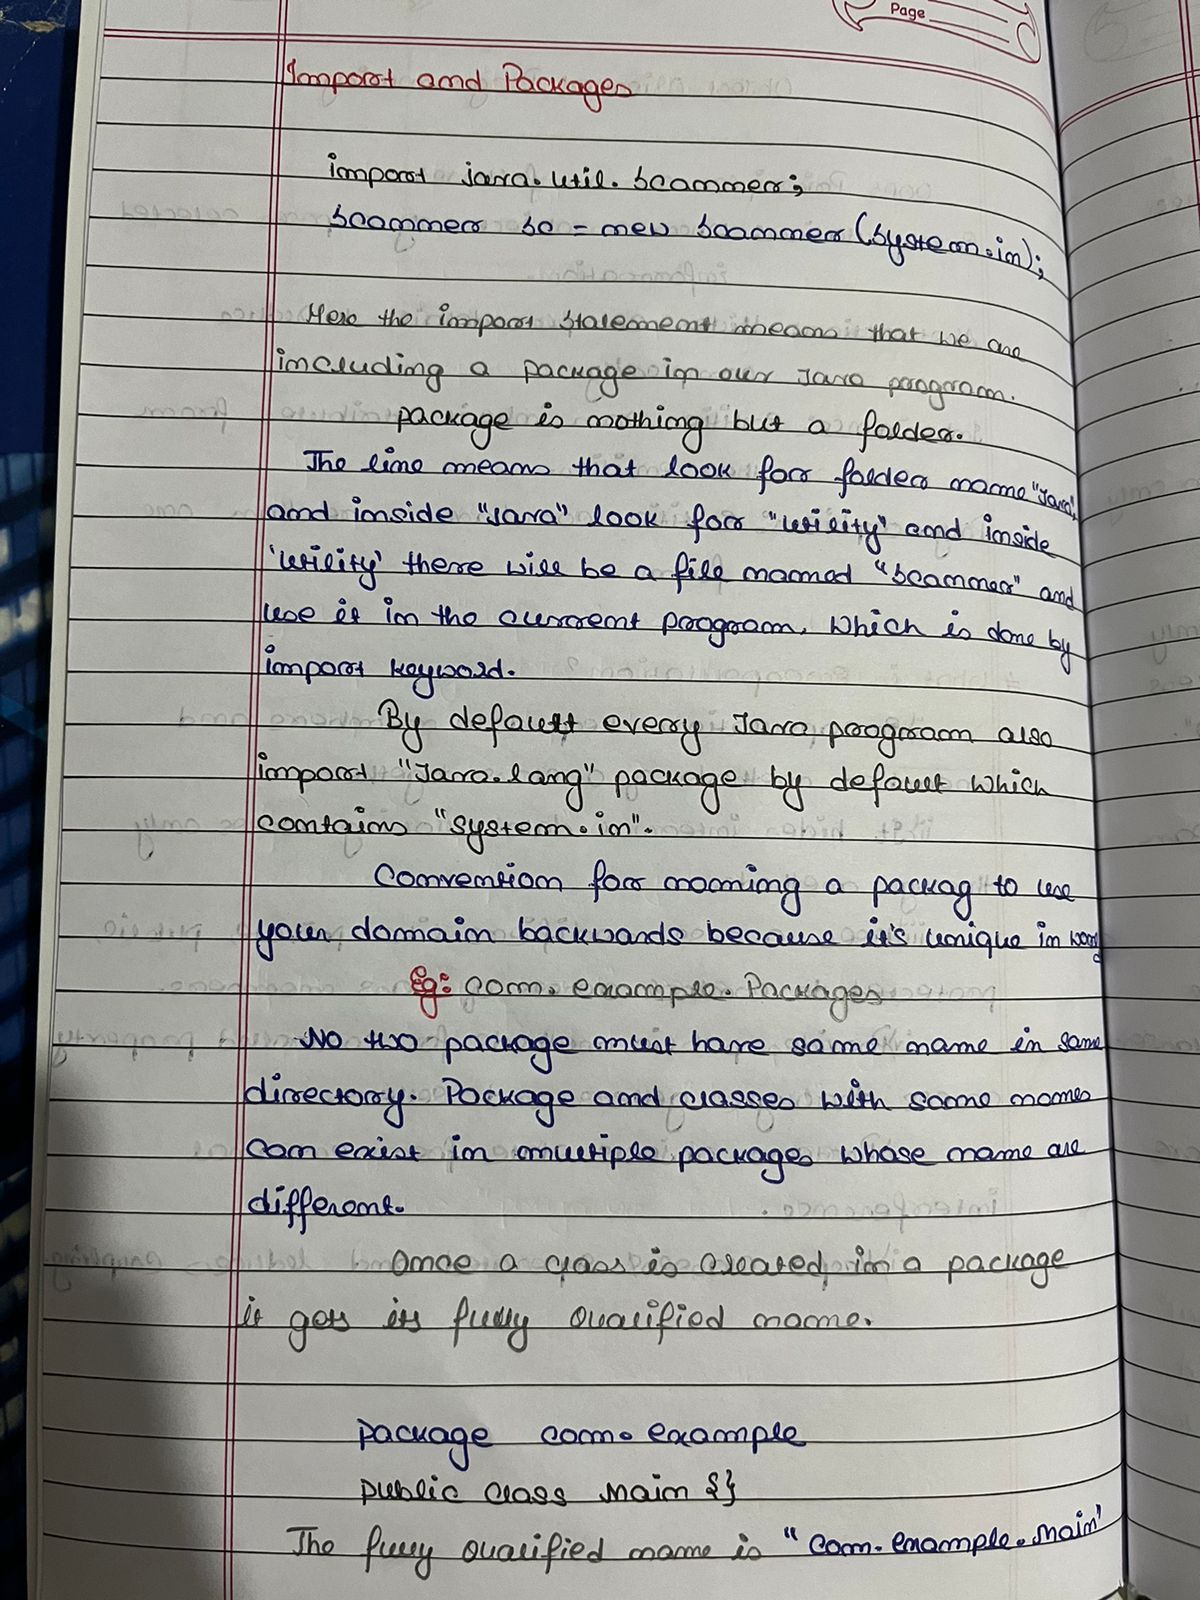 Page
Import and Packages
import java.util.Scanner;
Scanner sc = new Scanner(System.in);
Here the import statement means that we are
including a package in our Java program.
package is nothing but a folder.
The line means that look for folder name "Java",
and inside "Java" look for "utility" and inside
'utility' there will be a file named "Scanner" and
use it in the current program, which is done by
import keyword.
By default every Java program also
import "Java.lang" package by default which
contains "System.in".
Convention for naming a packag to use
your domain backwards because it's unique in
Eg: com.example.Packages
No two package must have same name in same
directory. Package and classes with same names
can exist in multiple packages whose name are
different.
Once a class is created in a package
it gets its fully qualified name.
package com.example
public class Main {}
The fully qualified name is "com.example.Main"